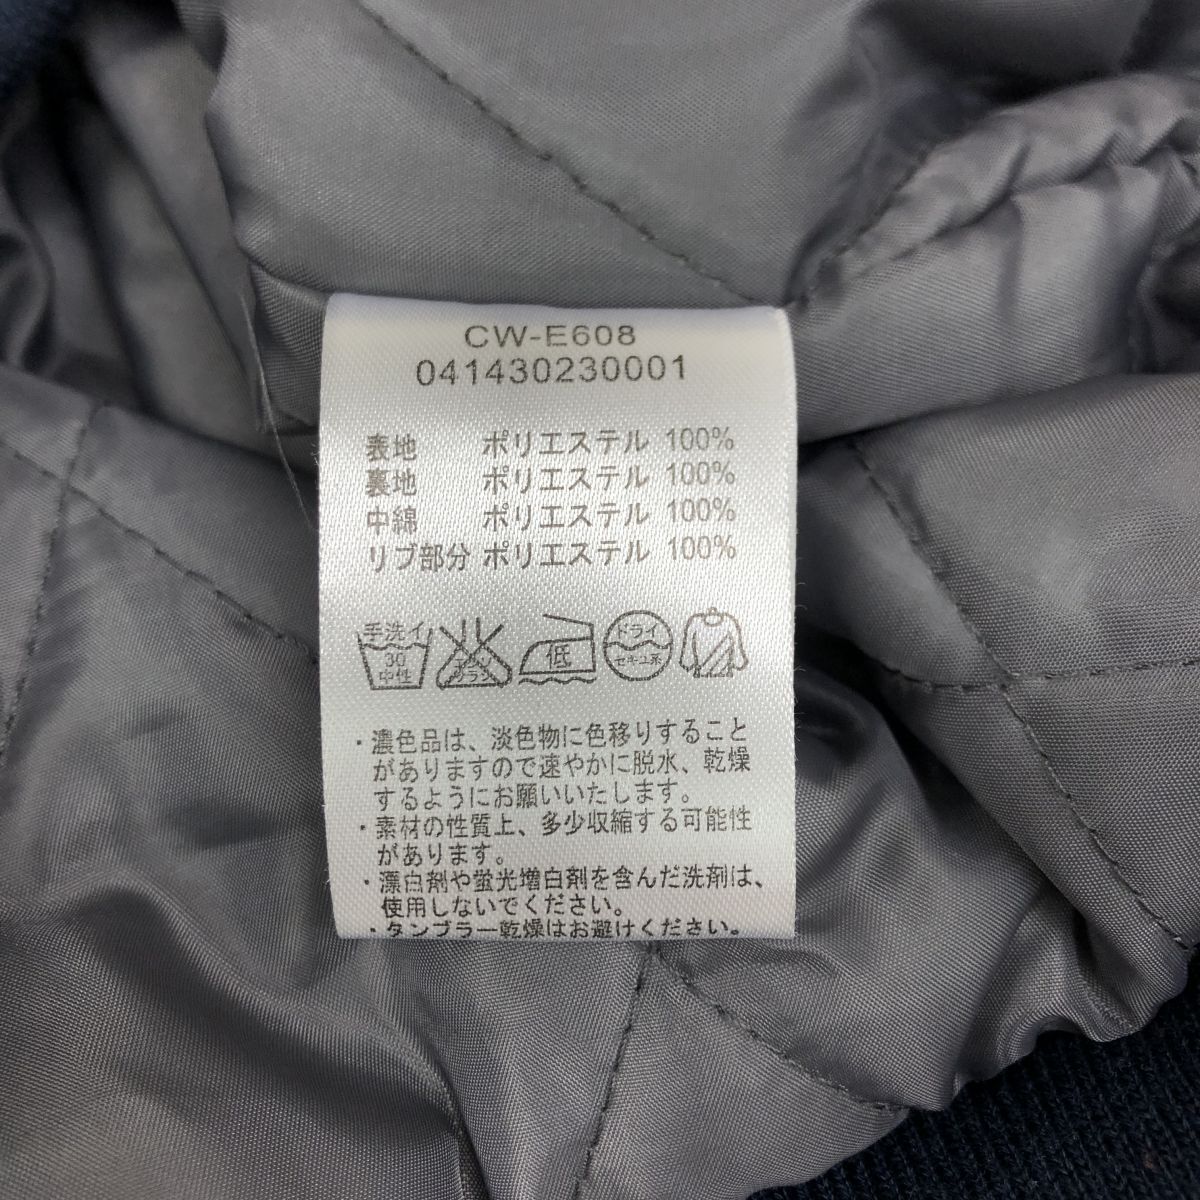 CW-E608
041430230001
表地 ポリエステル 100%
裏地 ポリエステル 100%
中綿 ポリエステル 100%
リブ部分 ポリエステル 100%
手洗イ
30
中性
エンソ
サラシ
低
ドライ
セキユ系
・濃色品は、淡色物に色移りすること
がありますので速やかに脱水、乾燥
するようにお願いいたします。
・素材の性質上、多少収縮する可能性
があります。
・漂白剤や蛍光増白剤を含んだ洗剤は、
使用しないでください。
・タンブラー乾燥はお避けください。